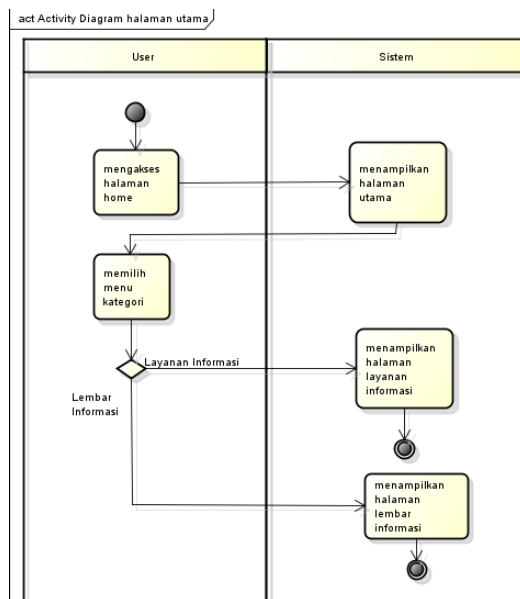 act Activity Diagram halaman utama
User
Sistem
mengakses
halaman
home
menampilkan
halaman
utama
memilih
menu
kategori
Layanan Informasi
menampilkan
halaman
layanan
informasi
Lembar
Informasi
menampilkan
halaman
lembar
informasi